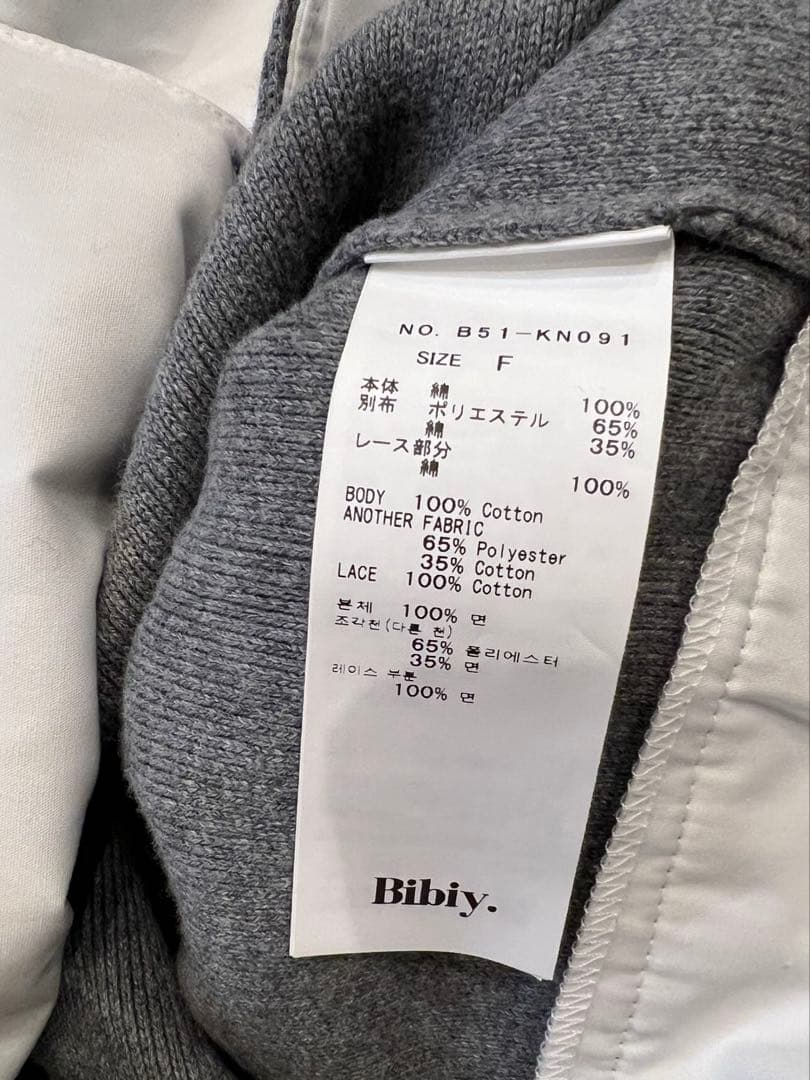 NO. B51-KN091
SIZE F
本体 綿 100%
別布 ポリエステル 65%
綿 35%
レース部分
綿 100%
BODY 100% Cotton
ANOTHER FABRIC
65% Polyester
35% Cotton
LACE 100% Cotton
본체 100% 면
조각천(다른 천)
65% 폴리에스터
35% 면
레이스 부분
100% 면
Bibiy.